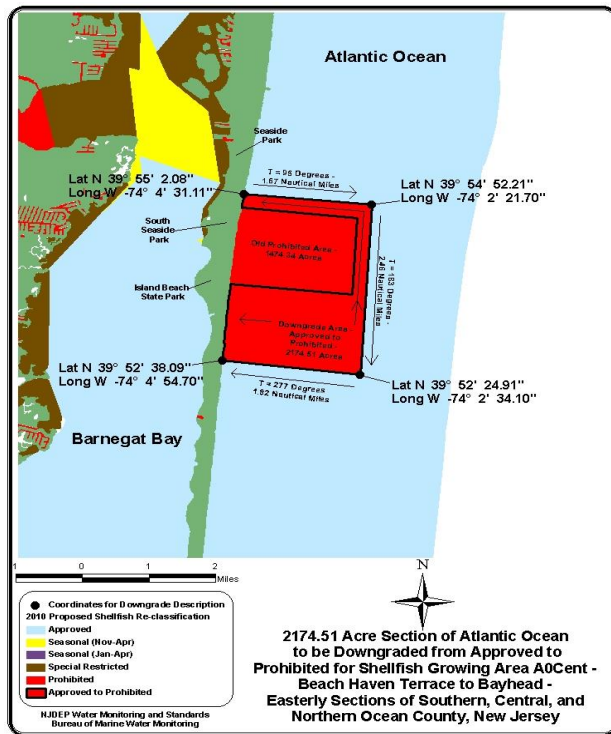 Atlantic Ocean
Seaside
Park
Lat N 39° 55' 2.08"
Long W -74° 4' 31.11"
T = 96 Degrees -
1.67 Nautical Miles
Lat N 39° 54' 52.21"
Long W -74° 2' 21.70"
South
Seaside
Park
Old Prohibited Area -
1474.34 Acres
T = 183 Degrees -
2.46 Nautical Miles
Island Beach
State Park
Downgrade Area -
Approved to
Prohibited
2174.51 Acres
Lat N 39° 52' 38.09"
Long W -74° 4' 54.70"
T = 277 Degrees
1.82 Nautical Miles
Lat N 39° 52' 24.91"
Long W -74° 2' 34.10"
Barnegat Bay
1 0 1 2
Miles
N
Coordinates for Downgrade Description
2010 Proposed Shellfish Re-classification
Approved
Seasonal (Nov-Apr)
Seasonal (Jan-Apr)
Special Restricted
Prohibited
Approved to Prohibited
NJDEP Water Monitoring and Standards
Bureau of Marine Water Monitoring
2174.51 Acre Section of Atlantic Ocean
to be Downgraded from Approved to
Prohibited for Shellfish Growing Area A0Cent -
Beach Haven Terrace to Bayhead -
Easterly Sections of Southern, Central, and
Northern Ocean County, New Jersey